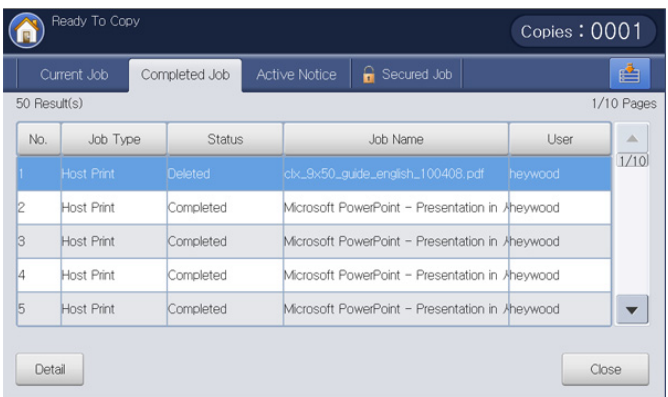 Ready To Copy
Copies : 0001
Current Job Completed Job Active Notice Secured Job
50 Result(s) 1/10 Pages
No. Job Type Status Job Name User
1 Host Print Deleted clx_9x50_guide_english_100408.pdf heywood
1/10
2 Host Print Completed Microsoft PowerPoint - Presentation in heywood
3 Host Print Completed Microsoft PowerPoint - Presentation in heywood
4 Host Print Completed Microsoft PowerPoint - Presentation in heywood
5 Host Print Completed Microsoft PowerPoint - Presentation in heywood
Detail Close